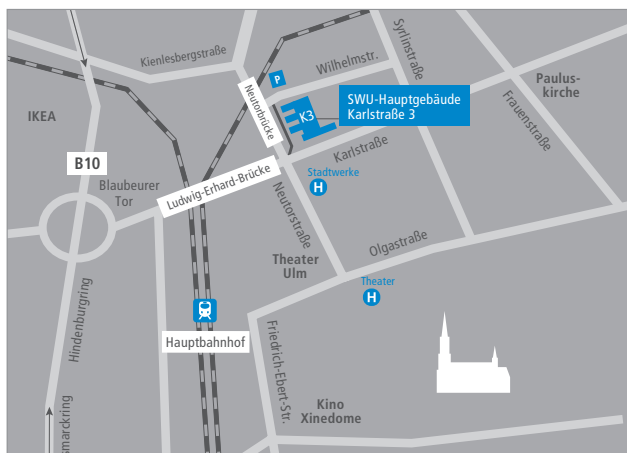 Kienlesbergstraße
Wilhelmstr.
Syrlinstraße
P
Neutorbrücke
K3
SWU-Hauptgebäude
Karlstraße 3
Paulus-
kirche
Frauenstraße
IKEA
B10
Blaubeurer
Tor
Ludwig-Erhard-Brücke
Karlstraße
Stadtwerke
H
Neutorstraße
Theater
Ulm
Olgastraße
Theater
H
Hindenburgring
Hauptbahnhof
Friedrich-Ebert-Str.
Kino
Xinedome
smarckring